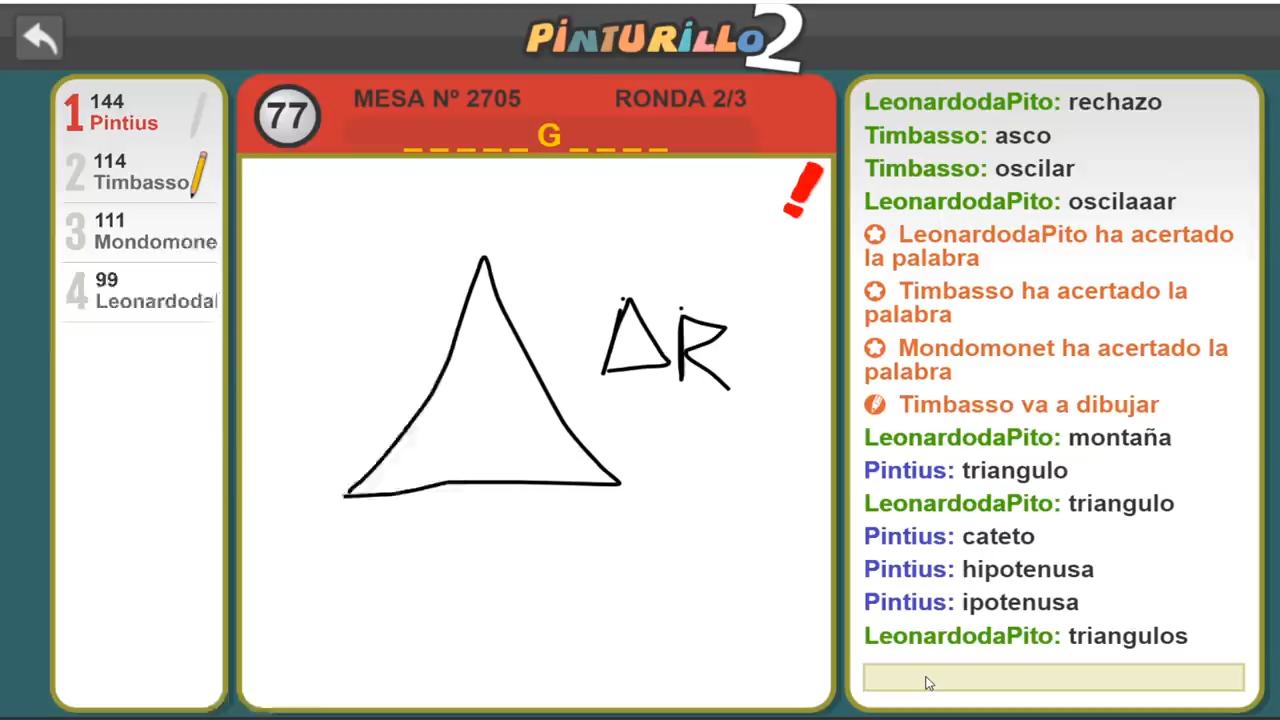 PINTURILLO 2
1 144
Pintius
2 114
Timbasso
3 111
Mondomone
4 99
Leonardodal
77
MESA Nº 2705
RONDA 2/3
_ _ _ _ _ G _ _ _ _
!
R
LeonardodaPito: rechazo
Timbasso: asco
Timbasso: oscilar
LeonardodaPito: oscilaaar
LeonardodaPito ha acertado
la palabra
Timbasso ha acertado la
palabra
Mondomonet ha acertado la
palabra
Timbasso va a dibujar
LeonardodaPito: montaña
Pintius: triangulo
LeonardodaPito: triangulo
Pintius: cateto
Pintius: hipotenusa
Pintius: ipotenusa
LeonardodaPito: triangulos